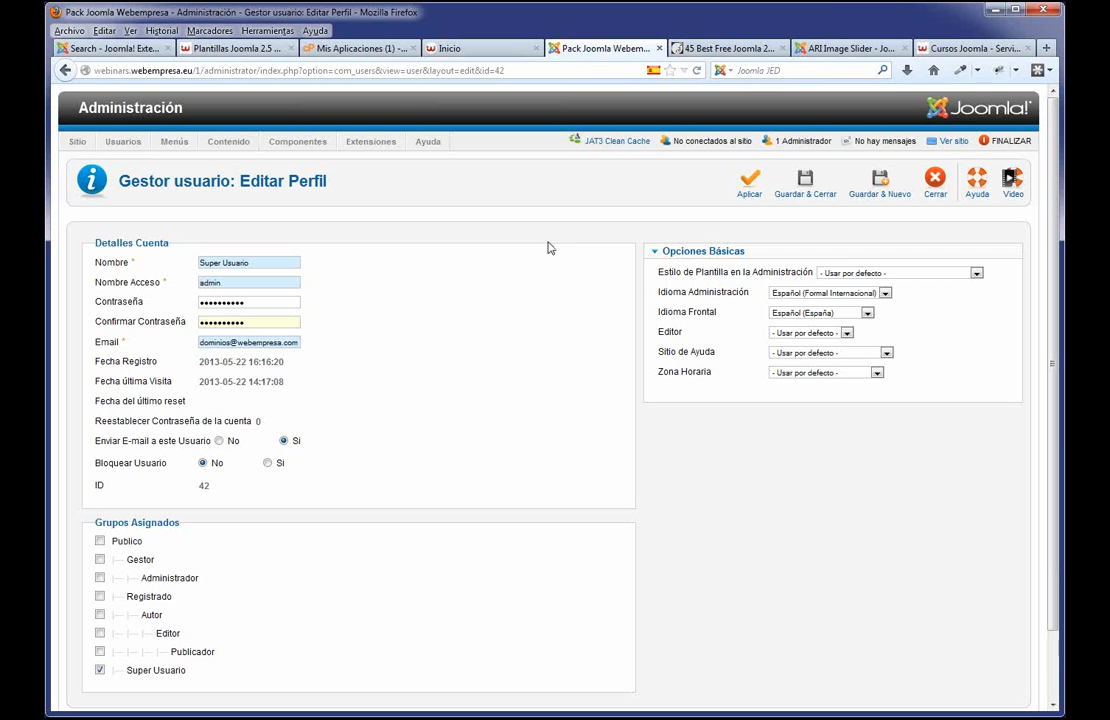 Pack Joomla Webempresa - Administración - Gestor usuario: Editar Perfil - Mozilla Firefox
Archivo Editar Ver Historial Marcadores Herramientas Ayuda
Search - Joomla! Exte...
Plantillas Joomla 2.5 ...
Mis Aplicaciones (1) - ...
Inicio
Pack Joomla Webem...
45 Best Free Joomla 2...
ARI Image Slider - Joo...
Cursos Joomla - Servi...
webinars.webempresa.eu/1/administrator/index.php?option=com_users&view=user&layout=edit&id=42
Joomla JED
Administración
Joomla!
Sitio Usuarios Menús Contenido Componentes Extensiones Ayuda
JAT3 Clean Cache No conectados al sitio 1 Administrador No hay mensajes Ver sitio FINALIZAR
Gestor usuario: Editar Perfil
Aplicar Guardar & Cerrar Guardar & Nuevo Cerrar Ayuda Video
Detalles Cuenta
Nombre * Super Usuario
Nombre Acceso * admin
Contraseña ••••••••••
Confirmar Contraseña ••••••••••
Email * dominios@webempresa.com
Fecha Registro 2013-05-22 16:16:20
Fecha última Visita 2013-05-22 14:17:08
Fecha del último reset
Reestablecer Contraseña de la cuenta 0
Enviar E-mail a este Usuario No Si
Bloquear Usuario No Si
ID 42
Opciones Básicas
Estilo de Plantilla en la Administración - Usar por defecto -
Idioma Administración Español (Formal Internacional)
Idioma Frontal Español (España)
Editor - Usar por defecto -
Sitio de Ayuda - Usar por defecto -
Zona Horaria - Usar por defecto -
Grupos Asignados
Publico
Gestor
Administrador
Registrado
Autor
Editor
Publicador
Super Usuario